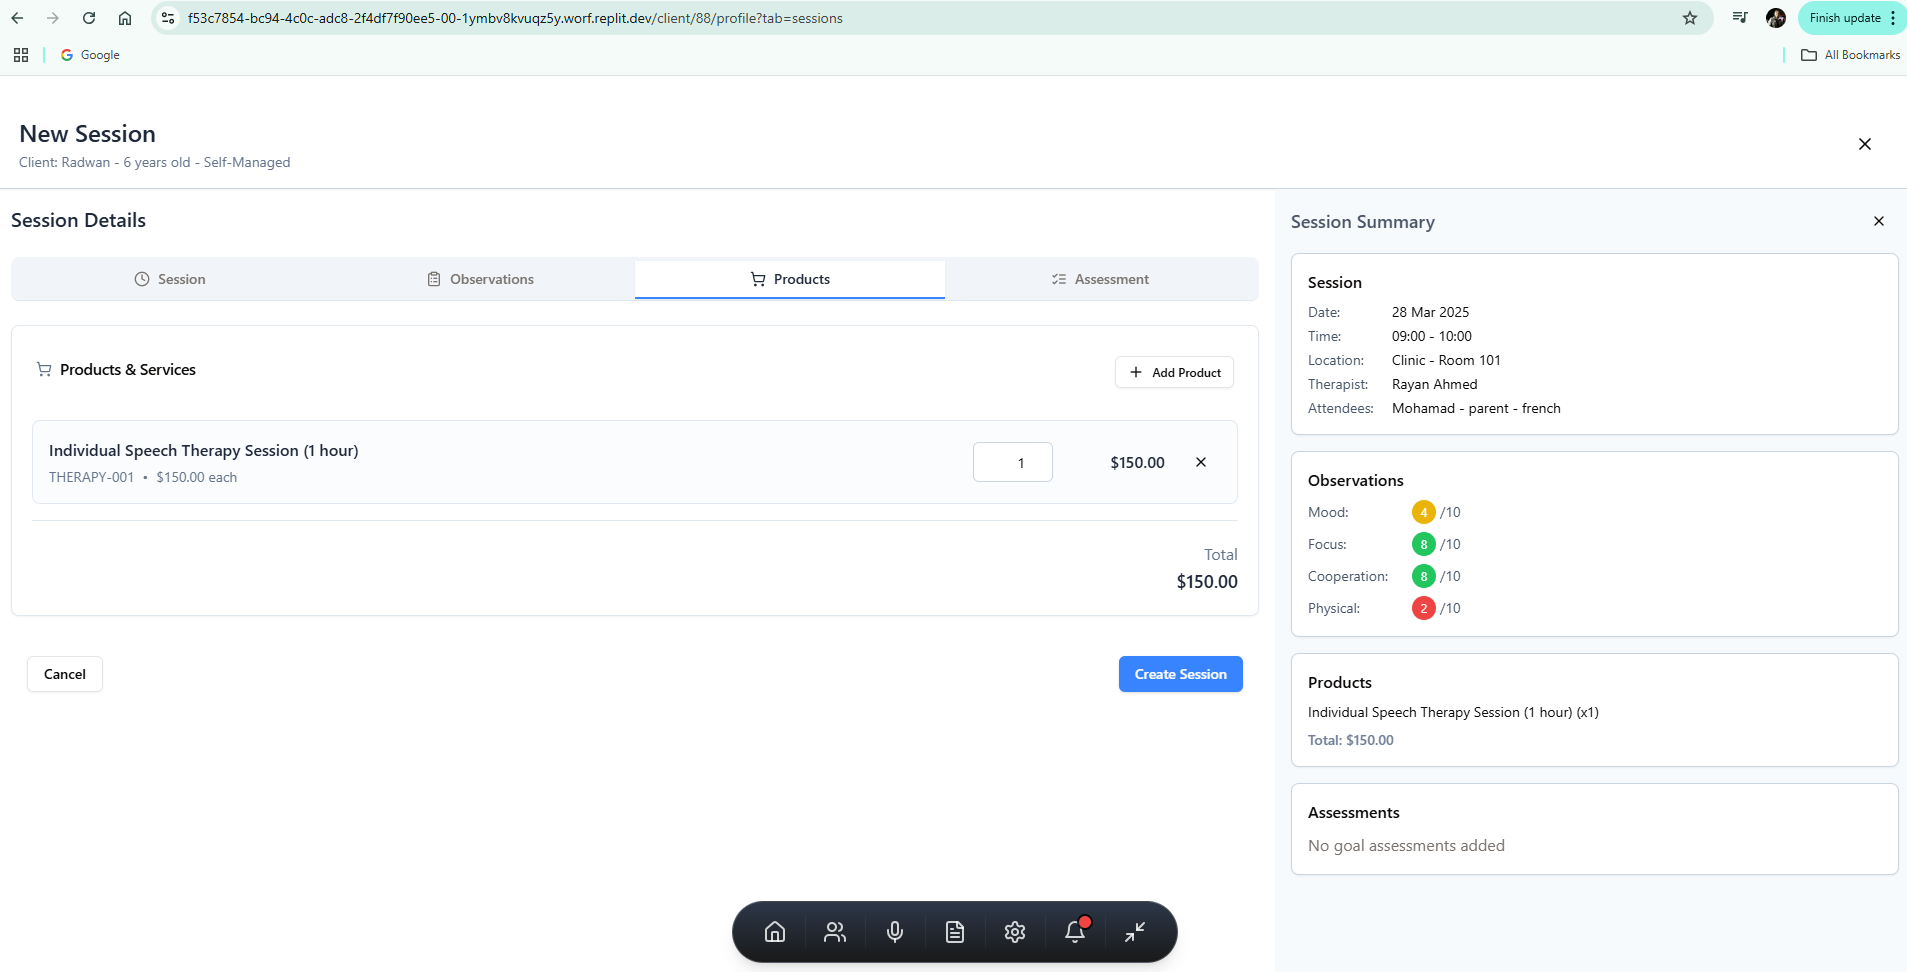 f53c7854-bc94-4c0c-adc8-2f4df7f90ee5-00-1ymbv8kvuqz5y.worf.replit.dev/client/88/profile?tab=sessions
Finish update
Google
All Bookmarks
New Session
Client: Radwan - 6 years old - Self-Managed
Session Details
Session
Observations
Products
Assessment
Products & Services
Add Product
Individual Speech Therapy Session (1 hour)
THERAPY-001 • $150.00 each
1
$150.00
Total
$150.00
Cancel
Create Session
Session Summary
Session
Date: 28 Mar 2025
Time: 09:00 - 10:00
Location: Clinic - Room 101
Therapist: Rayan Ahmed
Attendees: Mohamad - parent - french
Observations
Mood: 4 /10
Focus: 8 /10
Cooperation: 8 /10
Physical: 2 /10
Products
Individual Speech Therapy Session (1 hour) (x1)
Total: $150.00
Assessments
No goal assessments added